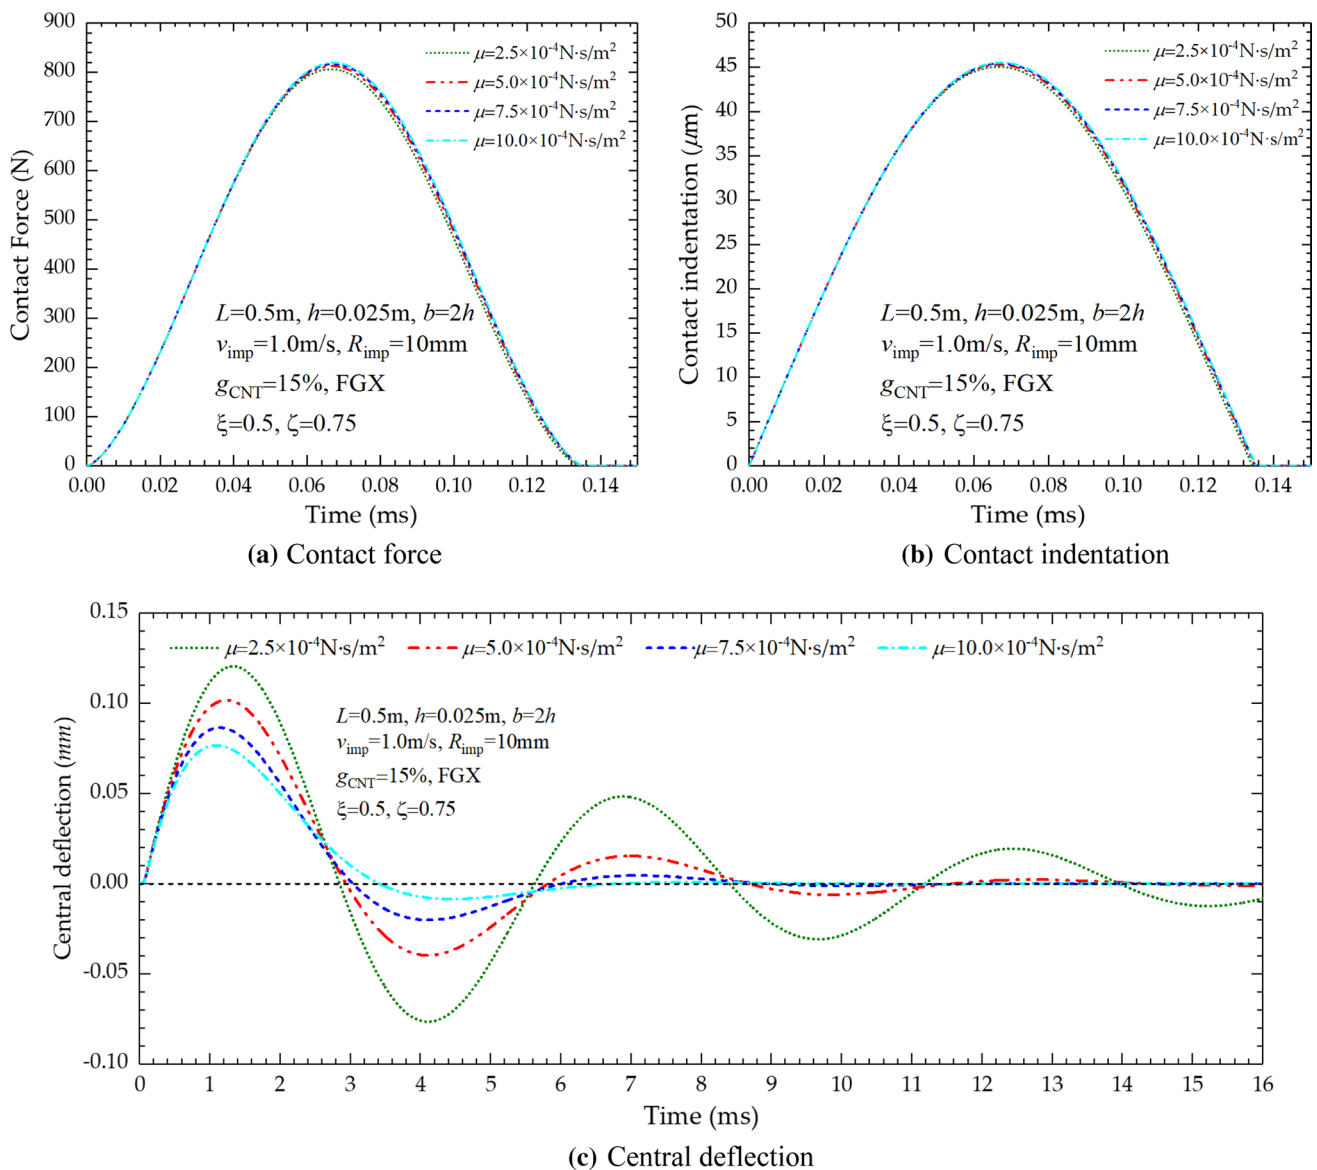 900
800
700
600
500
400
300
200
100
0
Contact Force (N)
μ=2.5×10⁻⁴N·s/m²
μ=5.0×10⁻⁴N·s/m²
μ=7.5×10⁻⁴N·s/m²
μ=10.0×10⁻⁴N·s/m²
L=0.5m, h=0.025m, b=2h
vimp=1.0m/s, Rimp=10mm
gCNT=15%, FGX
ξ=0.5, ζ=0.75
0.00 0.02 0.04 0.06 0.08 0.10 0.12 0.14
Time (ms)
(a) Contact force
50
45
40
35
30
25
20
15
10
5
0
Contact indentation (μm)
μ=2.5×10⁻⁴N·s/m²
μ=5.0×10⁻⁴N·s/m²
μ=7.5×10⁻⁴N·s/m²
μ=10.0×10⁻⁴N·s/m²
L=0.5m, h=0.025m, b=2h
vimp=1.0m/s, Rimp=10mm
gCNT=15%, FGX
ξ=0.5, ζ=0.75
0.00 0.02 0.04 0.06 0.08 0.10 0.12 0.14
Time (ms)
(b) Contact indentation
0.15
0.10
0.05
0.00
-0.05
-0.10
Central deflection (mm)
μ=2.5×10⁻⁴N·s/m² μ=5.0×10⁻⁴N·s/m² μ=7.5×10⁻⁴N·s/m² μ=10.0×10⁻⁴N·s/m²
L=0.5m, h=0.025m, b=2h
vimp=1.0m/s, Rimp=10mm
gCNT=15%, FGX
ξ=0.5, ζ=0.75
0 1 2 3 4 5 6 7 8 9 10 11 12 13 14 15 16
Time (ms)
(c) Central deflection